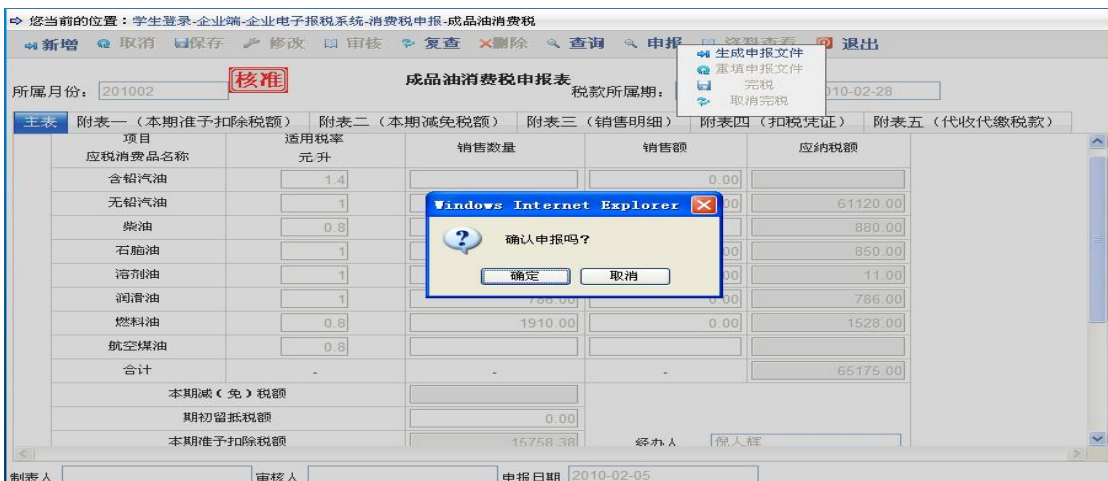 您当前的位置：学生登录-企业端-企业电子报税系统-消费税申报-成品油消费税
新增 取消 保存 修改 审核 复查 删除 查询 申报 资料查看 退出
生成申报文件
重填申报文件
完税
取消完税
核准
成品油消费税申报表
所属月份： 201002 税款所属期： 010-02-28
主表 附表一（本期准予扣除税额） 附表二（本期减免税额） 附表三（销售明细） 附表四（扣税凭证） 附表五（代收代缴税款）
项目 适用税率 销售数量 销售额 应纳税额
应税消费品名称 元升
含铅汽油 1.4 0.00
无铅汽油 1 00 61120.00
柴油 0.8 880.00
石脑油 1 00 850.00
溶剂油 1 00 11.00
润滑油 1 786.00 0.00 786.00
燃料油 0.8 1910.00 0.00 1528.00
航空煤油 0.8
合计 - - - 65175.00
本期减（免）税额
期初留抵税额 0.00
本期准予扣除税额 15758.38 经办人 倪人辉
Windows Internet Explorer
确认申报吗？
确定 取消
制表人 审核人 申报日期 2010-02-05